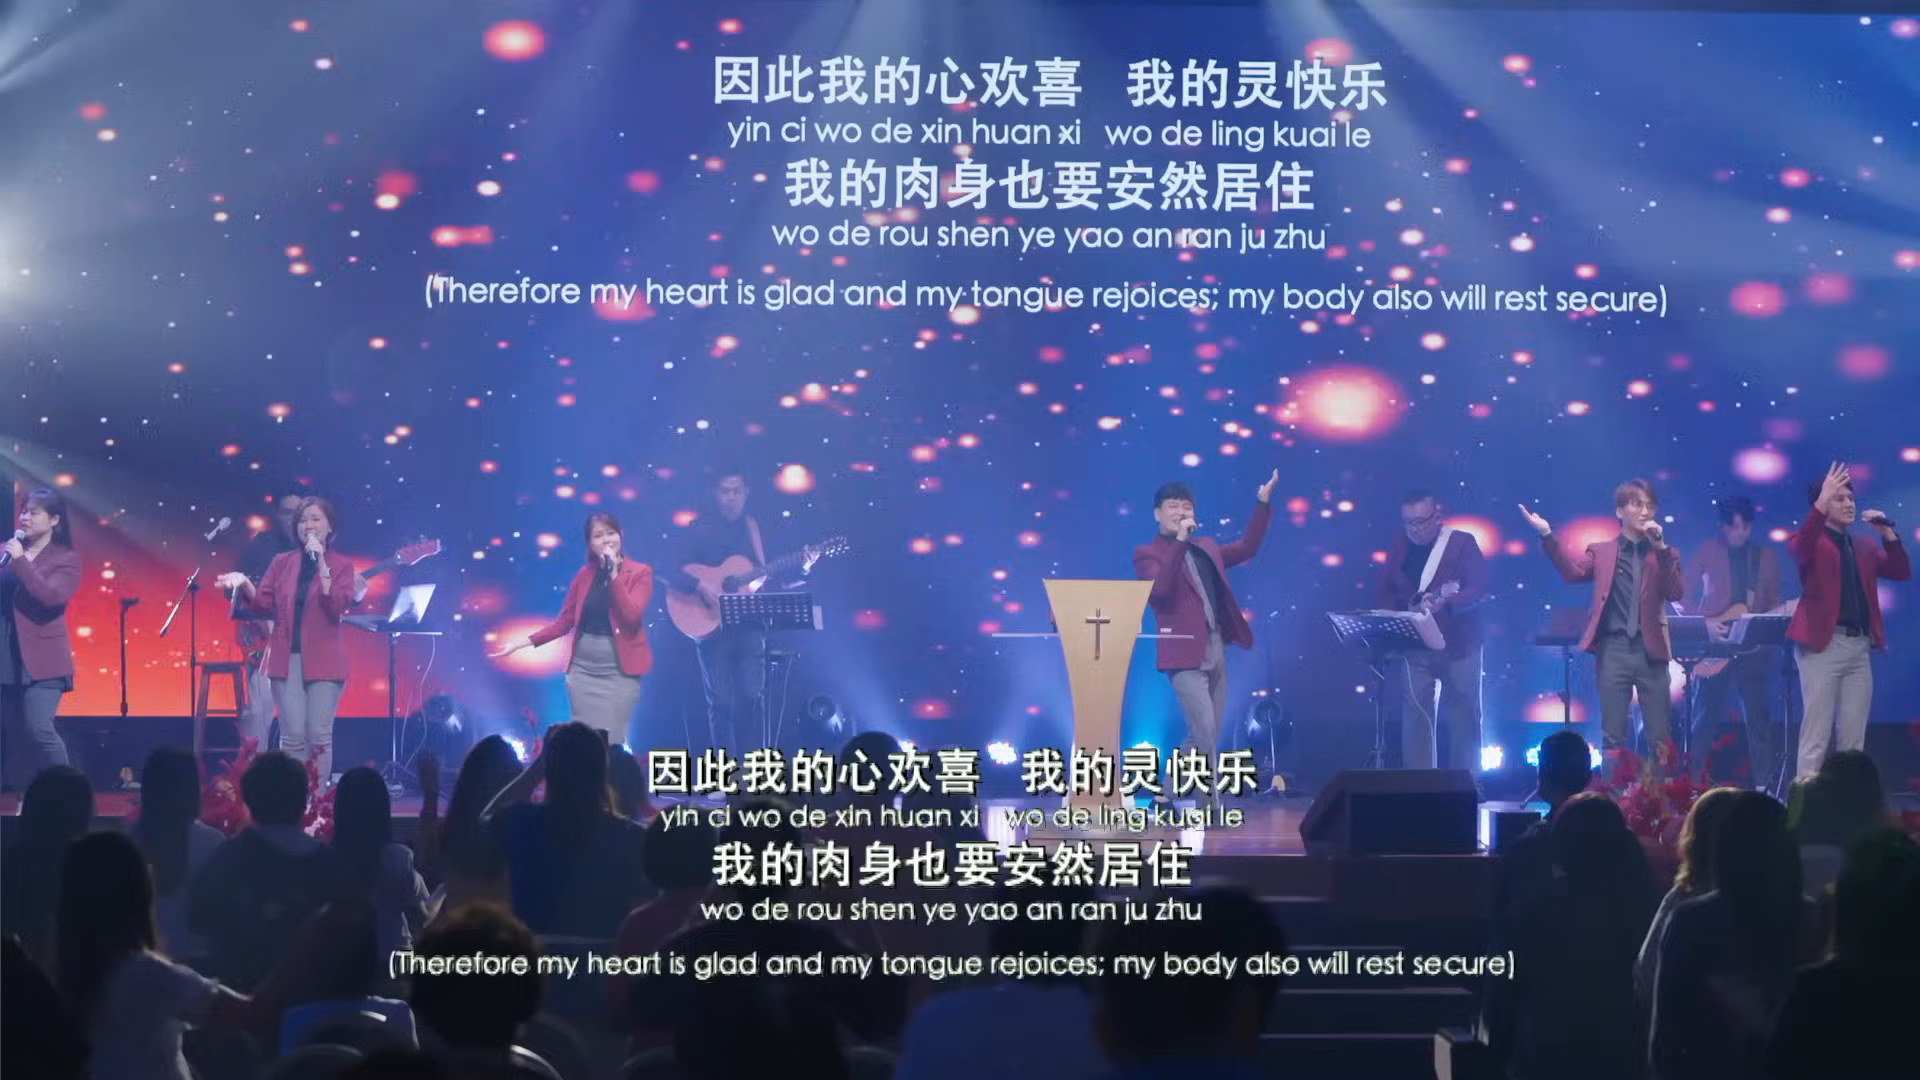 因此我的心欢喜 我的灵快乐
yin ci wo de xin huan xi wo de ling kuai le
我的肉身也要安然居住
wo de rou shen ye yao an ran ju zhu
(Therefore my heart is glad and my tongue rejoices; my body also will rest secure)
因此我的心欢喜 我的灵快乐
yin ci wo de xin huan xi wo de ling kuai le
我的肉身也要安然居住
wo de rou shen ye yao an ran ju zhu
(Therefore my heart is glad and my tongue rejoices; my body also will rest secure)